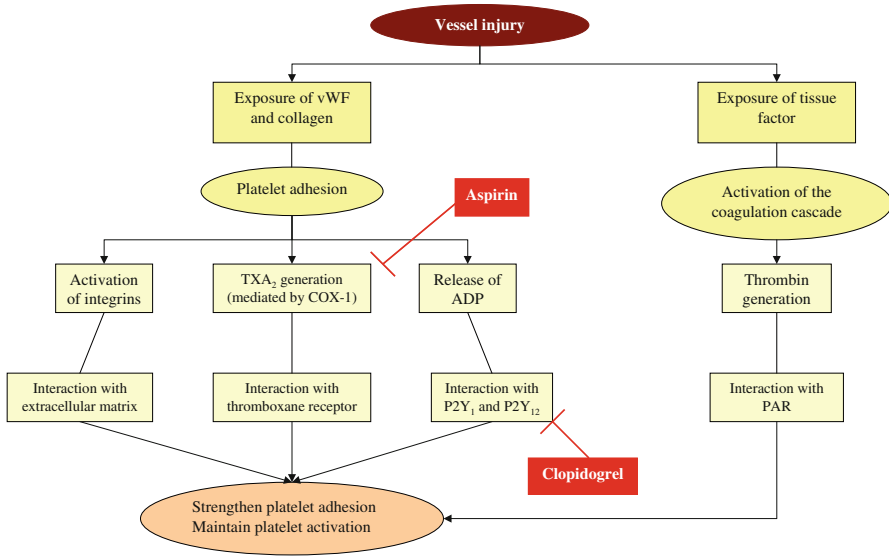 Vessel injury
Exposure of vWF
and collagen
Exposure of tissue
factor
Platelet adhesion
Aspirin
Activation of the
coagulation cascade
Activation
of integrins
TXA₂ generation
(mediated by COX-1)
Release of
ADP
Thrombin
generation
Interaction with
extracellular matrix
Interaction with
thromboxane receptor
Interaction with
P2Y₁ and P2Y₁₂
Interaction with
PAR
Clopidogrel
Strengthen platelet adhesion
Maintain platelet activation